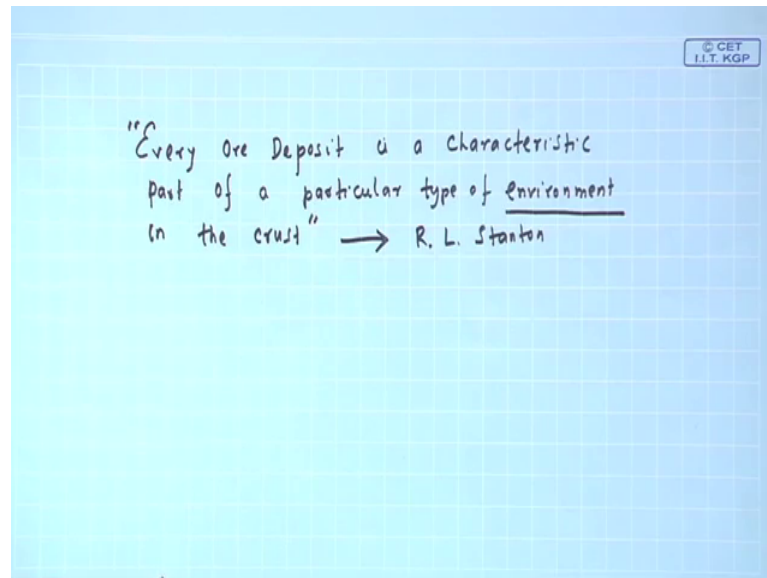 © CET
I.I.T. KGP
"Every Ore Deposit is a characteristic
part of a particular type of environment
in the crust" → R. L. Stanton